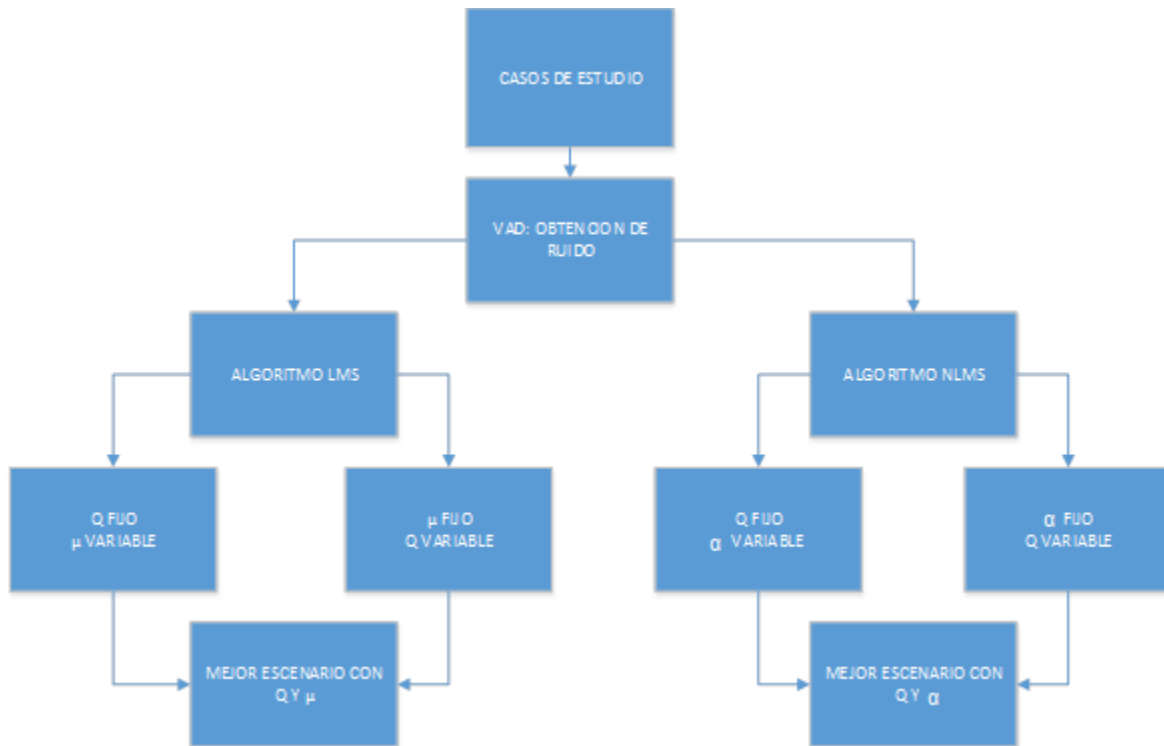 CASOS DE ESTUDIO
VAD: OBTENCION DE
RUIDO
ALGORITMO LMS
ALGORITMO NLMS
Q FIJO
μ VARIABLE
μ FIJO
Q VARIABLE
Q FIJO
α VARIABLE
α FIJO
Q VARIABLE
MEJOR ESCENARIO CON
Q Y μ
MEJOR ESCENARIO CON
Q Y α